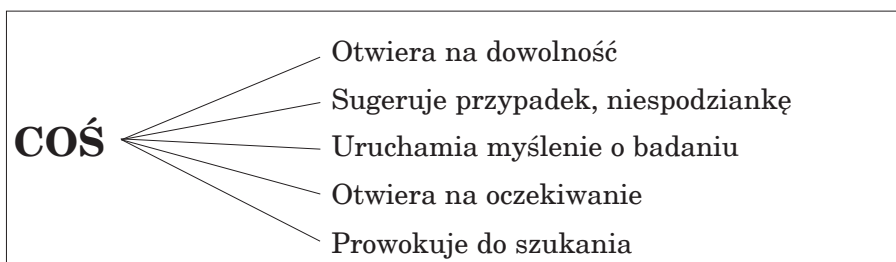 Otwiera na dowolność
Sugeruje przypadek, niespodziankę
COŚ
Uruchamia myślenie o badaniu
Otwiera na oczekiwanie
Prowokuje do szukania